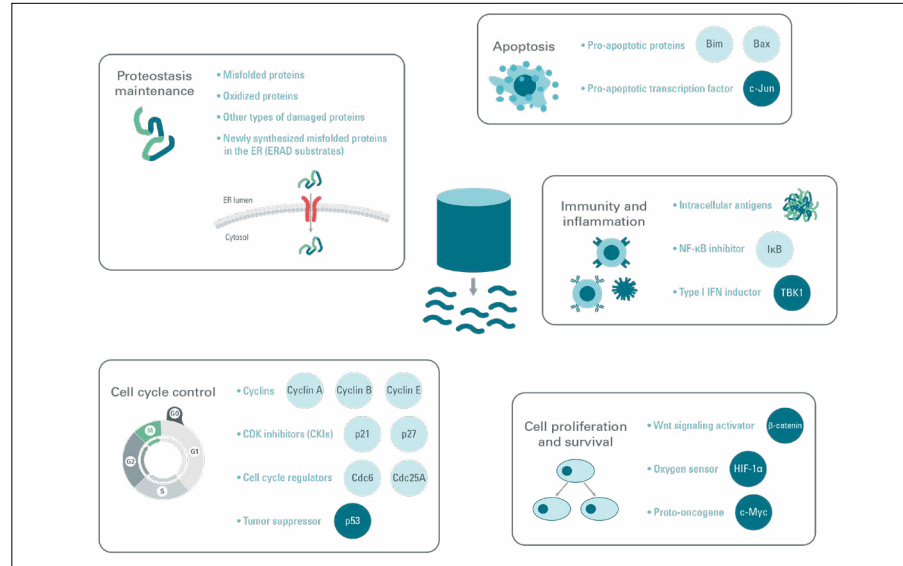 Proteostasis
maintenance
• Misfolded proteins
• Oxidized proteins
• Other types of damaged proteins
• Newly synthesized misfolded proteins
in the ER (ERAD substrates)
ER lumen
Cytosol
Apoptosis
• Pro-apoptotic proteins
Bim
Bax
• Pro-apoptotic transcription factor
c-Jun
Immunity and
inflammation
• Intracellular antigens
• NF-κB inhibitor
IκB
• Type I IFN inductor
TBK1
Cell cycle control
G0
M
G1
G2
S
• Cyclins
Cyclin A
Cyclin B
Cyclin E
• CDK inhibitors (CKIs)
p21
p27
• Cell cycle regulators
Cdc6
Cdc25A
• Tumor suppressor
p53
Cell proliferation
and survival
• Wnt signaling activator
β-catenin
• Oxygen sensor
HIF-1α
• Proto-oncogene
c-Myc